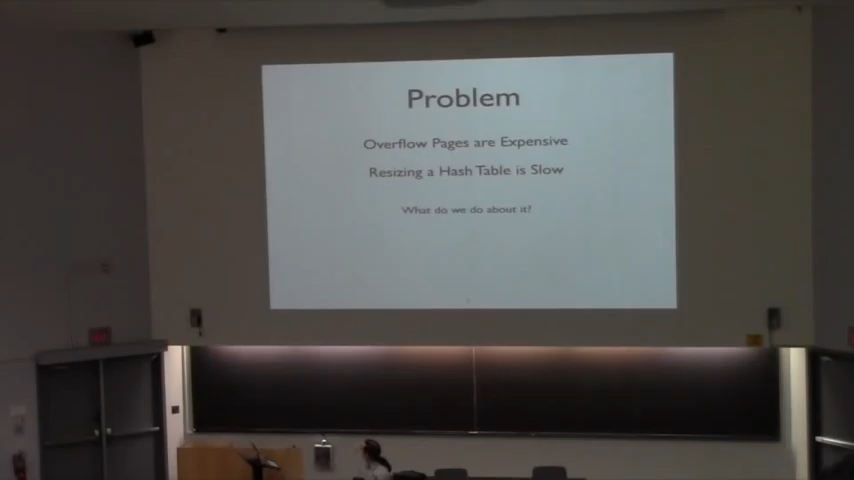 Problem
Overflow Pages are Expensive
Resizing a Hash Table is Slow
What do we do about it?